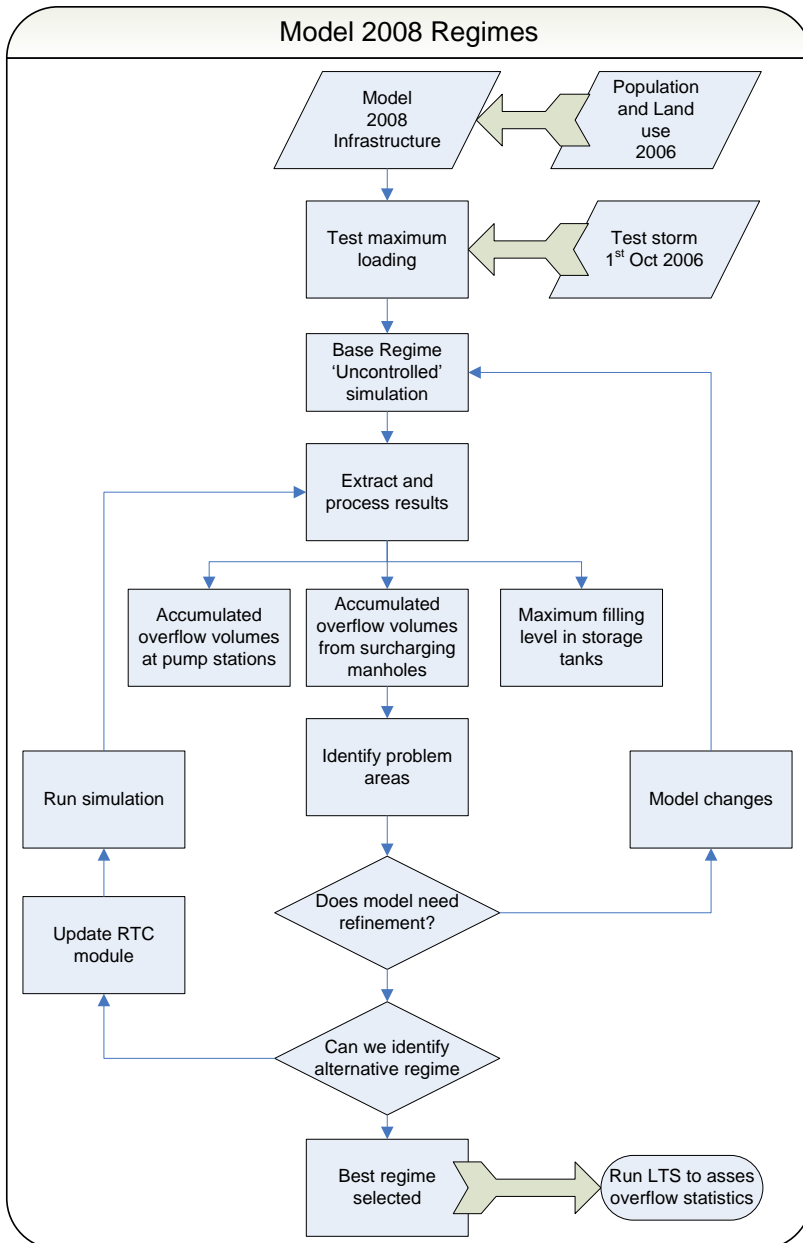 Model 2008 Regimes
Model
2008
Infrastructure
Population
and Land
use
2006
Test maximum
loading
Test storm
1st Oct 2006
Base Regime
‘Uncontrolled’
simulation
Extract and
process results
Accumulated
overflow volumes
at pump stations
Accumulated
overflow volumes
from surcharging
manholes
Maximum filling
level in storage
tanks
Identify problem
areas
Run simulation
Model changes
Does model need
refinement?
Update RTC
module
Can we identify
alternative regime
Best regime
selected
Run LTS to asses
overflow statistics